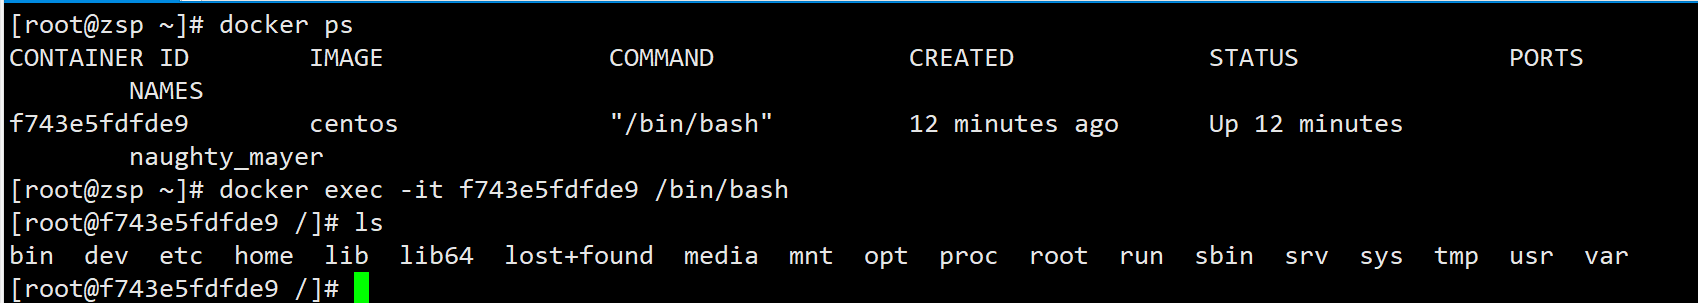 [root@zsp ~]# docker ps
CONTAINER ID        IMAGE               COMMAND             CREATED             STATUS              PORTS
        NAMES
f743e5fdfde9        centos              "/bin/bash"         12 minutes ago      Up 12 minutes
        naughty_mayer
[root@zsp ~]# docker exec -it f743e5fdfde9 /bin/bash
[root@f743e5fdfde9 /]# ls
bin  dev  etc  home  lib  lib64  lost+found  media  mnt  opt  proc  root  run  sbin  srv  sys  tmp  usr  var
[root@f743e5fdfde9 /]#